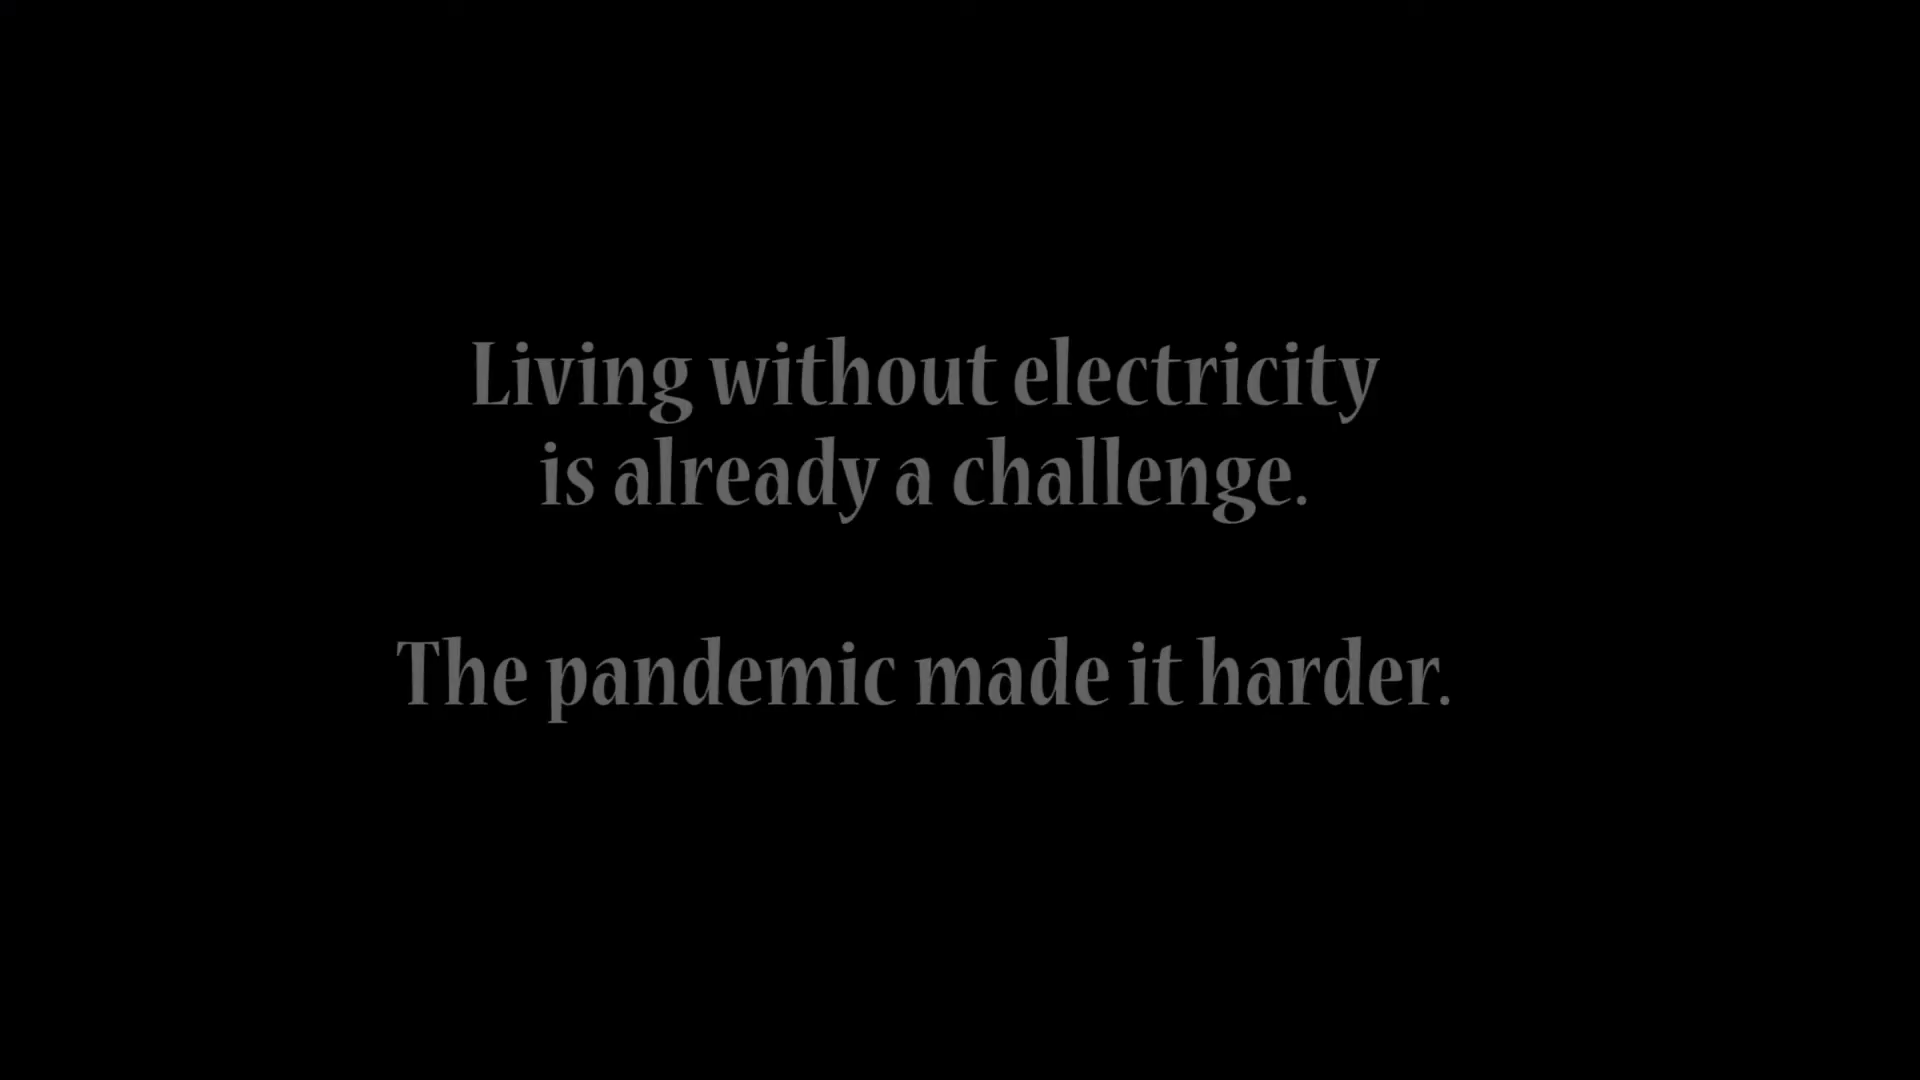 Living without electricity
is already a challenge.
The pandemic made it harder.